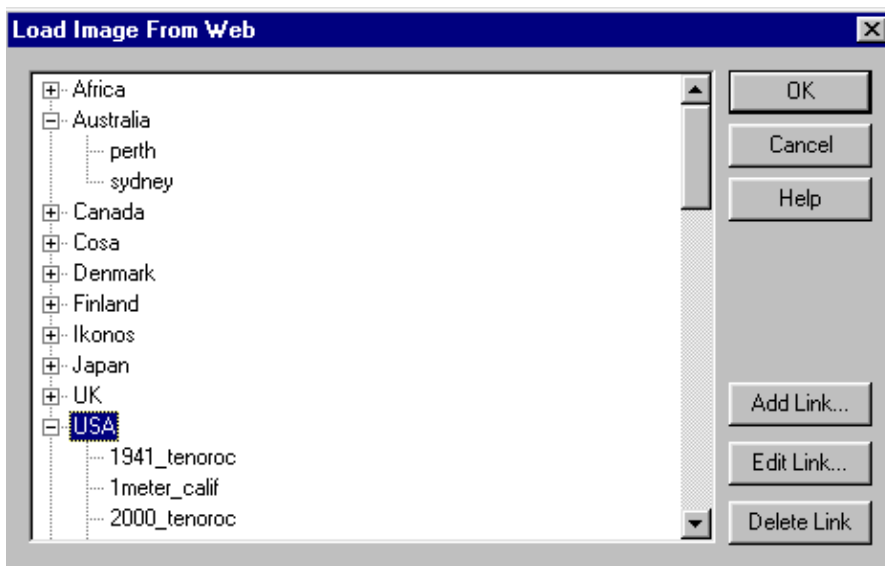 Load Image From Web
Africa
Australia
perth
sydney
Canada
Cosa
Denmark
Finland
Ikonos
Japan
UK
USA
1941_tenoroc
1meter_calif
2000_tenoroc
OK
Cancel
Help
Add Link...
Edit Link...
Delete Link